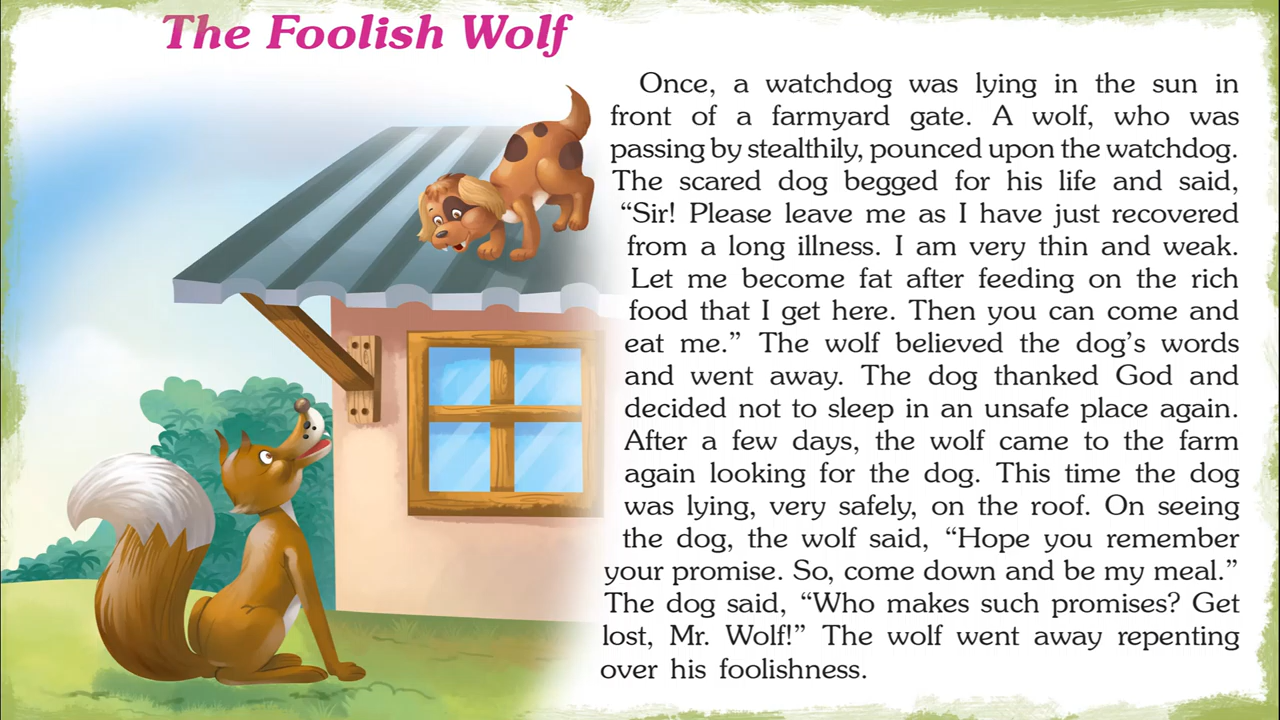 The Foolish Wolf
Once, a watchdog was lying in the sun in
front of a farmyard gate. A wolf, who was
passing by stealthily, pounced upon the watchdog.
The scared dog begged for his life and said,
“Sir! Please leave me as I have just recovered
from a long illness. I am very thin and weak.
Let me become fat after feeding on the rich
food that I get here. Then you can come and
eat me.” The wolf believed the dog’s words
and went away. The dog thanked God and
decided not to sleep in an unsafe place again.
After a few days, the wolf came to the farm
again looking for the dog. This time the dog
was lying, very safely, on the roof. On seeing
the dog, the wolf said, “Hope you remember
your promise. So, come down and be my meal.”
The dog said, “Who makes such promises? Get
lost, Mr. Wolf!” The wolf went away repenting
over his foolishness.